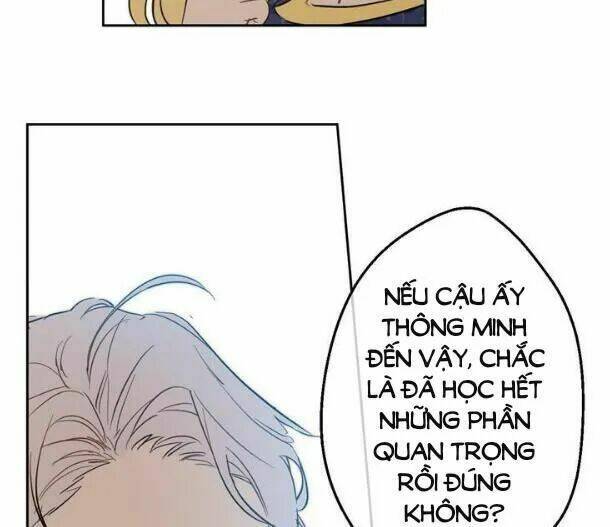 NẾU CẬU ẤY
THÔNG MINH
ĐẾN VẬY, CHẮC
LÀ ĐÃ HỌC HẾT
NHỮNG PHẦN
QUAN TRỌNG
RỒI ĐÚNG
KHÔNG?